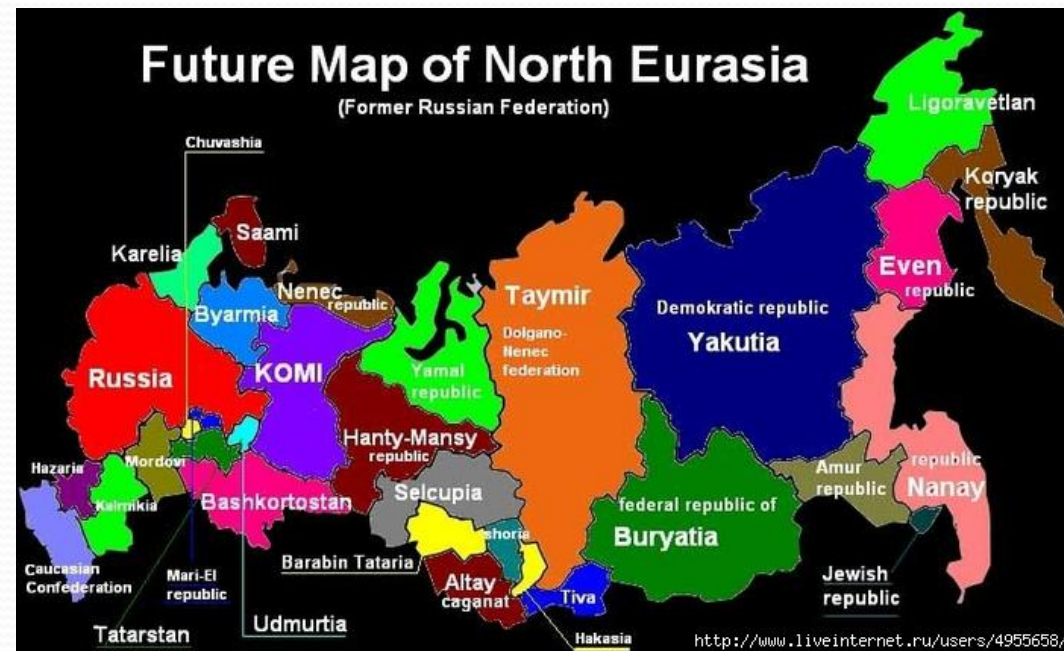 Future Map of North Eurasia
(Former Russian Federation)
Chuvashia
Ligoravetlan
Koryak
republic
Saami
Karelia
Even
republic
Nenec
republic
Byarmia
Taymir
Dolgano-
Nenec
federation
Demokratic republic
Yakutia
Russia
KOMI
Yamal
republic
Hanty-Mansy
republic
Mordovi
Hazaria
Kalmikia
Bashkortostan
Selcupia
Amur
republic
republic
Nanay
federal republic of
Buryatia
shoria
Barabin Tataria
Caucasian
Confederation
Mari-El
republic
Altay
caganat
Tiva
Jewish
republic
Tatarstan
Udmurtia
Hakasia
http://www.liveinternet.ru/users/4955658/